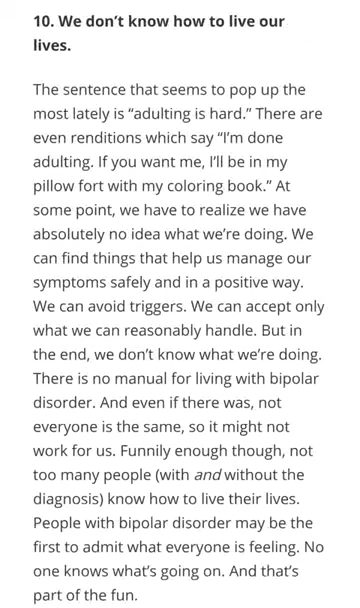 10. We don’t know how to live our
lives.
The sentence that seems to pop up the
most lately is “adulting is hard.” There are
even renditions which say “I’m done
adulting. If you want me, I’ll be in my
pillow fort with my coloring book.” At
some point, we have to realize we have
absolutely no idea what we’re doing. We
can find things that help us manage our
symptoms safely and in a positive way.
We can avoid triggers. We can accept only
what we can reasonably handle. But in
the end, we don’t know what we’re doing.
There is no manual for living with bipolar
disorder. And even if there was, not
everyone is the same, so it might not
work for us. Funnily enough though, not
too many people (with and without the
diagnosis) know how to live their lives.
People with bipolar disorder may be the
first to admit what everyone is feeling. No
one knows what’s going on. And that’s
part of the fun.